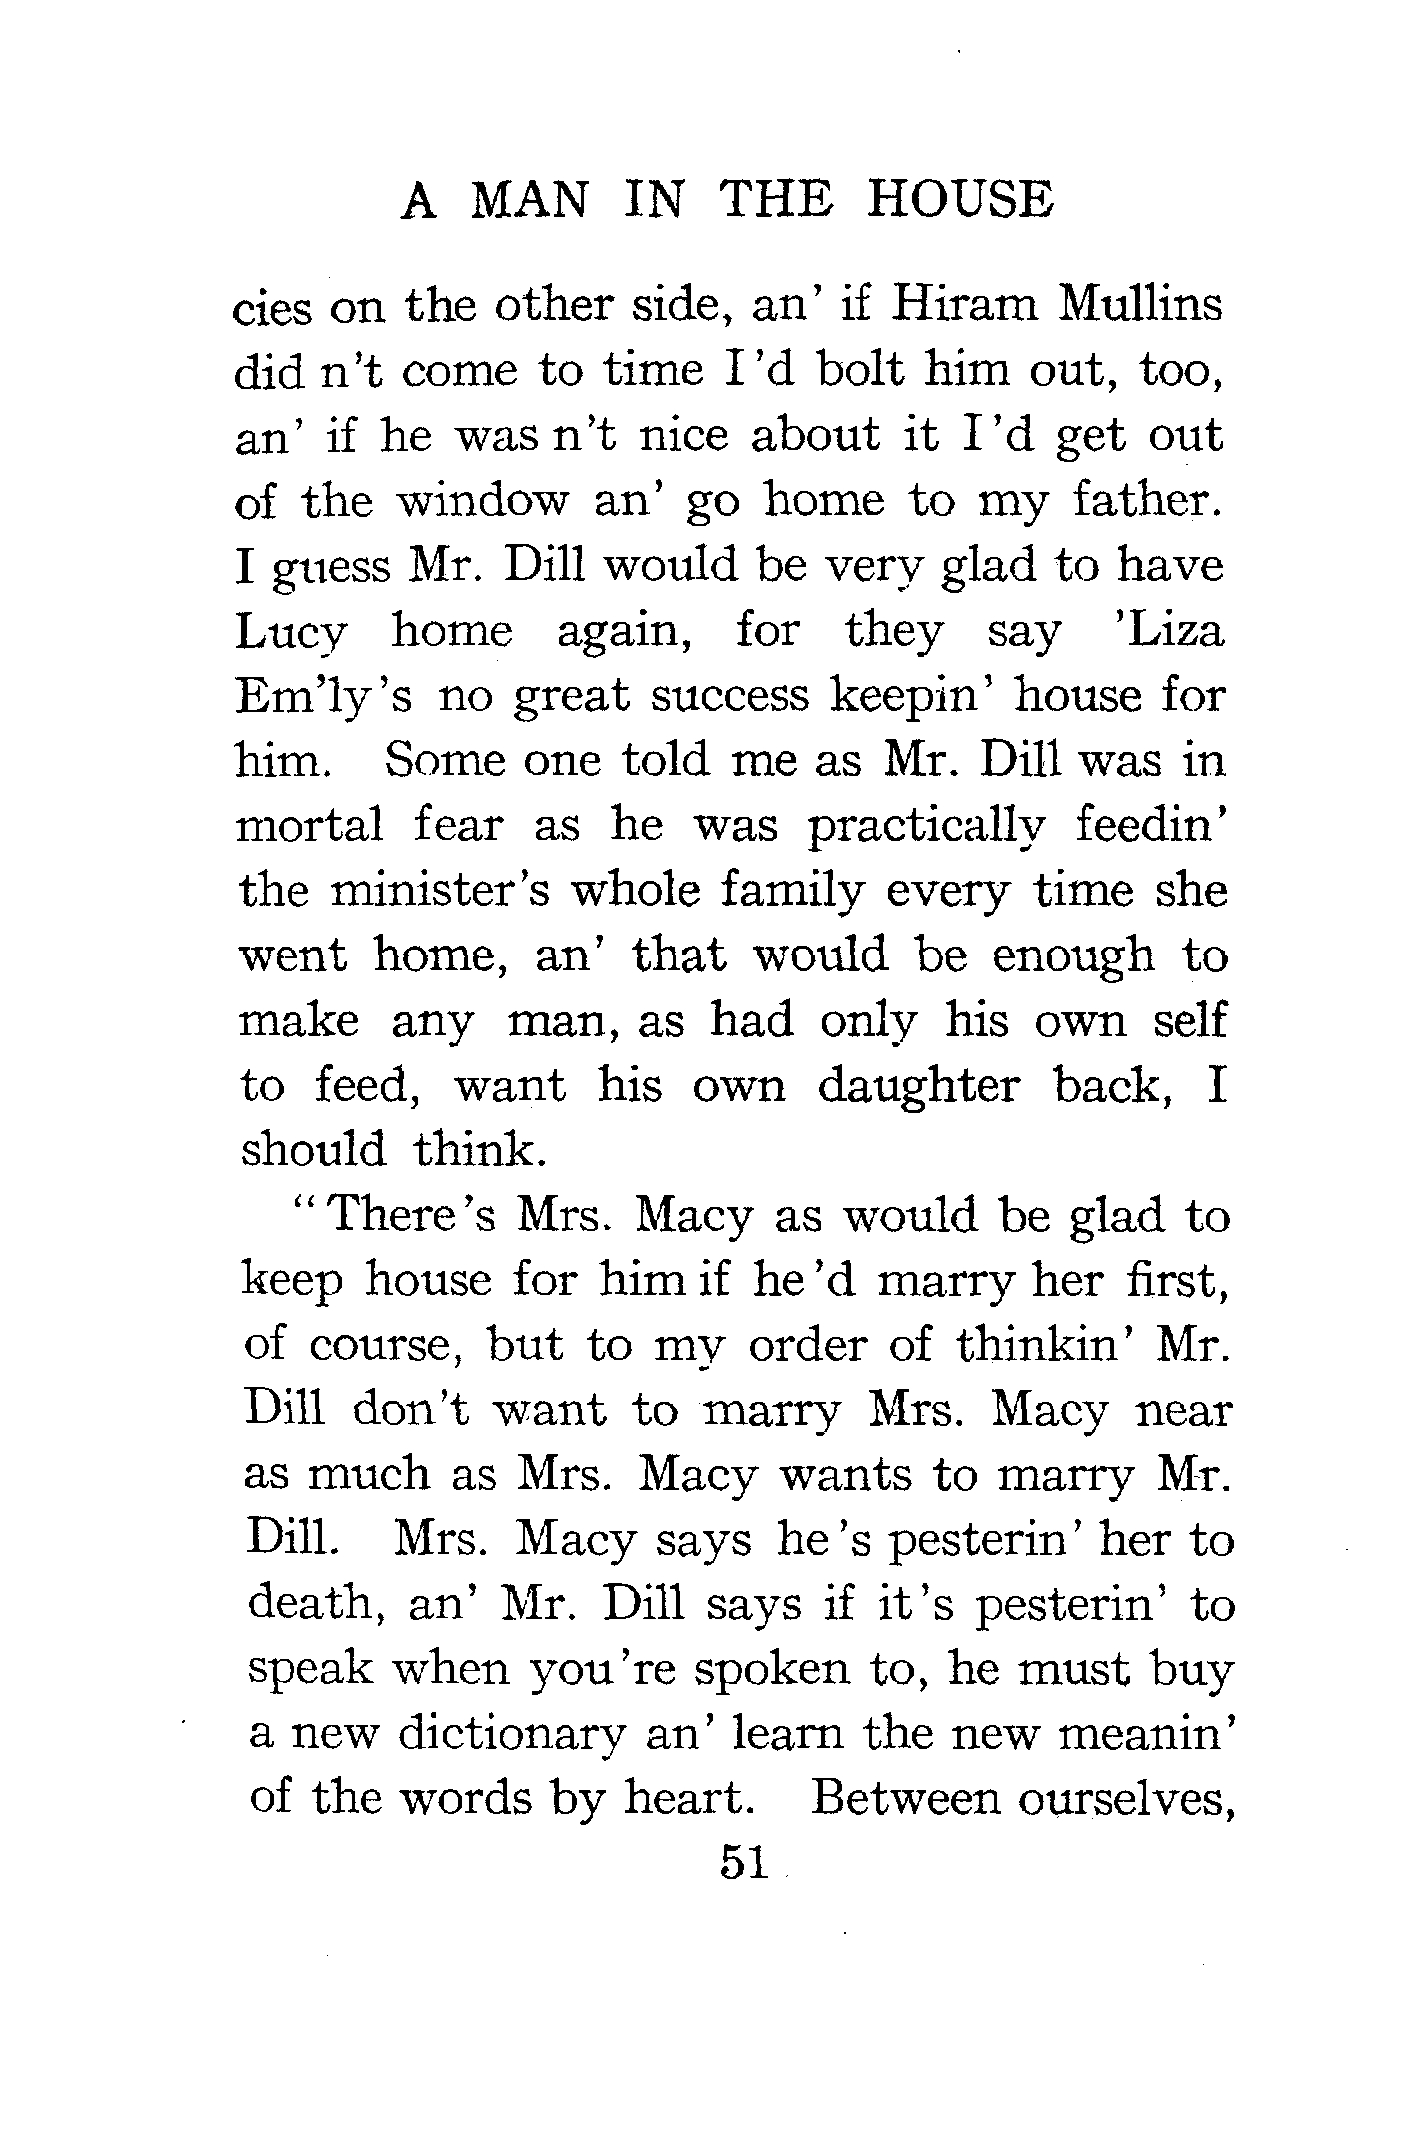 A MAN IN THE HOUSE
cies on the other side, an' if Hiram Mullins
did n't come to time I 'd bolt him out, too,
an' if he was n't nice about it I 'd get out
of the window an' go home to my father.
I guess Mr. Dill would be very glad to have
Lucy home again, for they say 'Liza
Em'ly 's no great success keepin' house for
him. Some one told me as Mr. Dill was in
mortal fear as he was practically feedin'
the minister's whole family every time she
went home, an' that would be enough to
make any man, as had only his own self
to feed, want his own daughter back, I
should think.
" There 's Mrs. Macy as would be glad to
keep house for him if he 'd marry her first,
of course, but to my order of thinkin' Mr.
Dill don't want to marry Mrs. Macy near
as much as Mrs. Macy wants to marry Mr.
Dill. Mrs. Macy says he 's pesterin' her to
death, an' Mr. Dill says if it 's pesterin' to
speak when you 're spoken to, he must buy
a new dictionary an' learn the new meanin'
of the words by heart. Between ourselves,
51